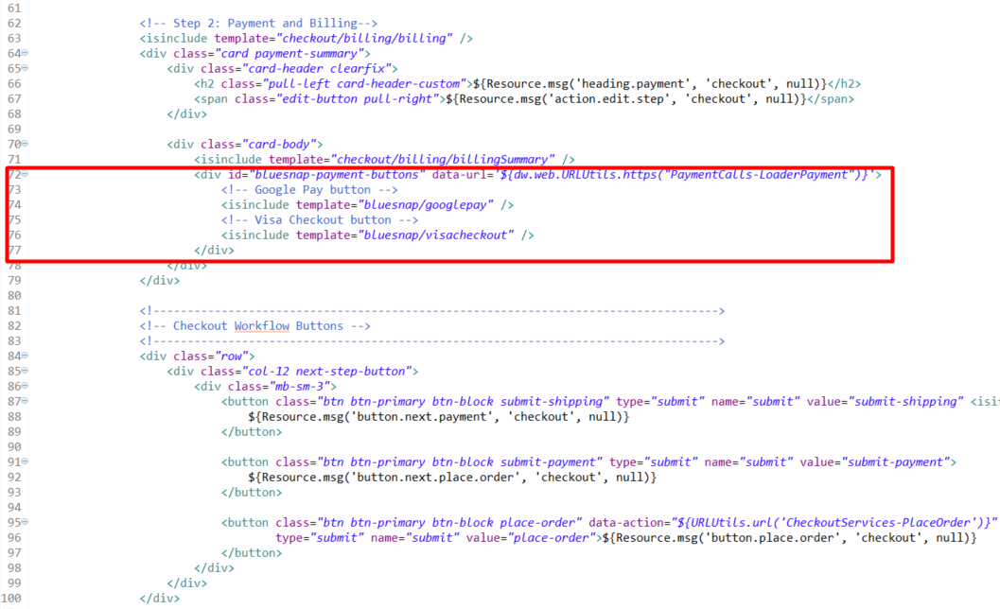 61
62 <!-- Step 2: Payment and Billing-->
63 <isinclude template="checkout/billing/billing" />
64 <div class="card payment-summary">
65 <div class="card-header clearfix">
66 <h2 class="pull-left card-header-custom">${Resource.msg('heading.payment', 'checkout', null)}</h2>
67 <span class="edit-button pull-right">${Resource.msg('action.edit.step', 'checkout', null)}</span>
68 </div>
69
70 <div class="card-body">
71 <isinclude template="checkout/billing/billingSummary" />
72 <div id="bluesnap-payment-buttons" data-url='${dw.web.URLUtils.https("PaymentCalls-LoaderPayment")}'>
73 <!-- Google Pay button -->
74 <isinclude template="bluesnap/googlepay" />
75 <!-- Visa Checkout button -->
76 <isinclude template="bluesnap/visacheckout" />
77 </div>
78 </div>
79 </div>
80
81 <!----------------------------------------------------------------------------------->
82 <!-- Checkout Workflow Buttons -->
83 <!----------------------------------------------------------------------------------->
84 <div class="row">
85 <div class="col-12 next-step-button">
86 <div class="mb-sm-3">
87 <button class="btn btn-primary btn-block submit-shipping" type="submit" name="submit" value="submit-shipping" <isi
88 ${Resource.msg('button.next.payment', 'checkout', null)}
89 </button>
90
91 <button class="btn btn-primary btn-block submit-payment" type="submit" name="submit" value="submit-payment">
92 ${Resource.msg('button.next.place.order', 'checkout', null)}
93 </button>
94
95 <button class="btn btn-primary btn-block place-order" data-action="${URLUtils.url('CheckoutServices-PlaceOrder')}"
96 type="submit" name="submit" value="place-order">${Resource.msg('button.place.order', 'checkout', null)}
97 </button>
98 </div>
99 </div>
100 </div>